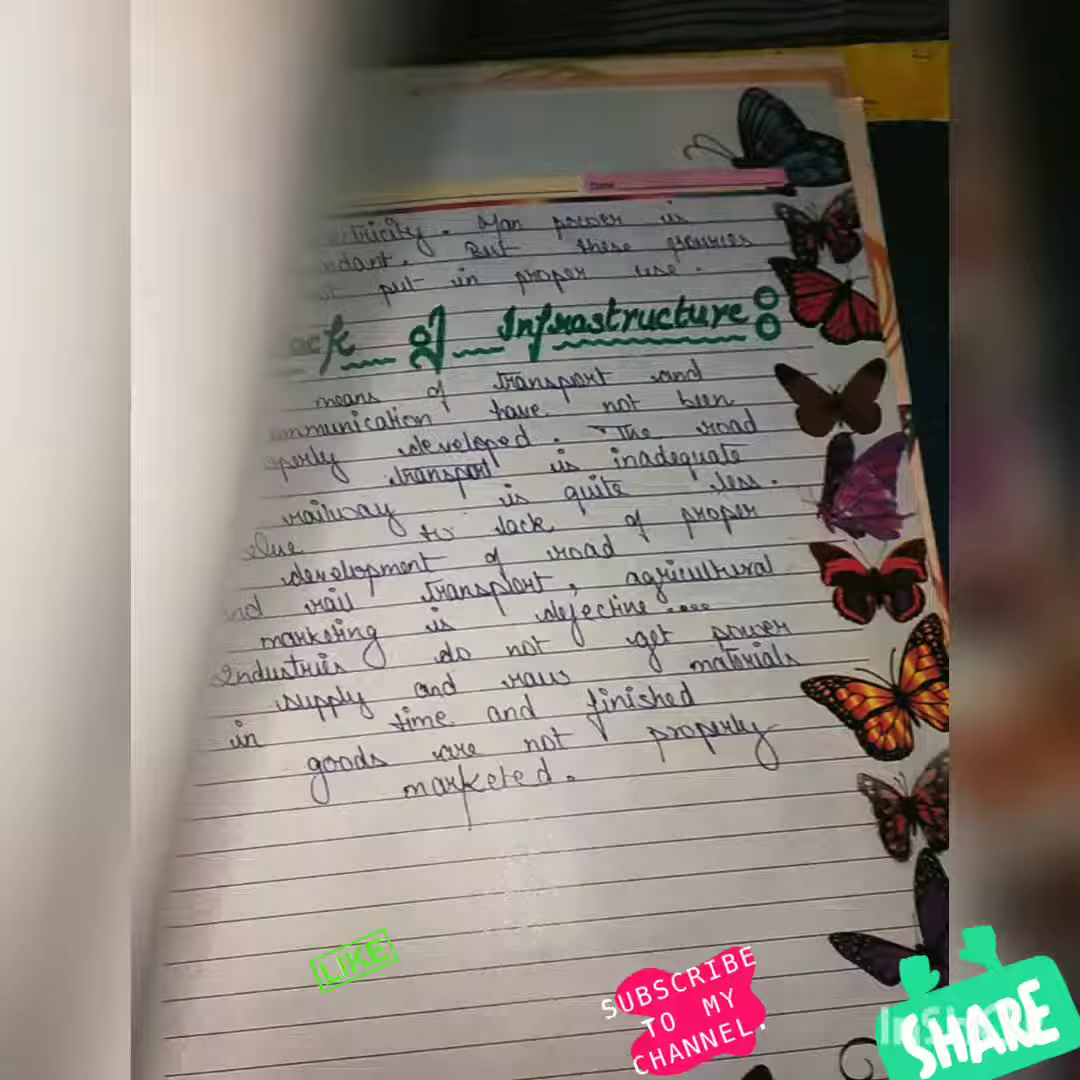 Date
ctricity. Man power is
ndant. But these
put in proper use.
ack of Infrastructure:
means of transport and
mmunication have not been
operly developed. The road
transport is inadequate
railway is quite less.
due to lack of proper
development of road
nd rail transport, agricultural
marketing is defective....
Industries do not get power
supply and raw materials
in time and finished
goods are not properly
marketed.
LIKE
SUBSCRIBE
TO MY
CHANNEL.
SHARE